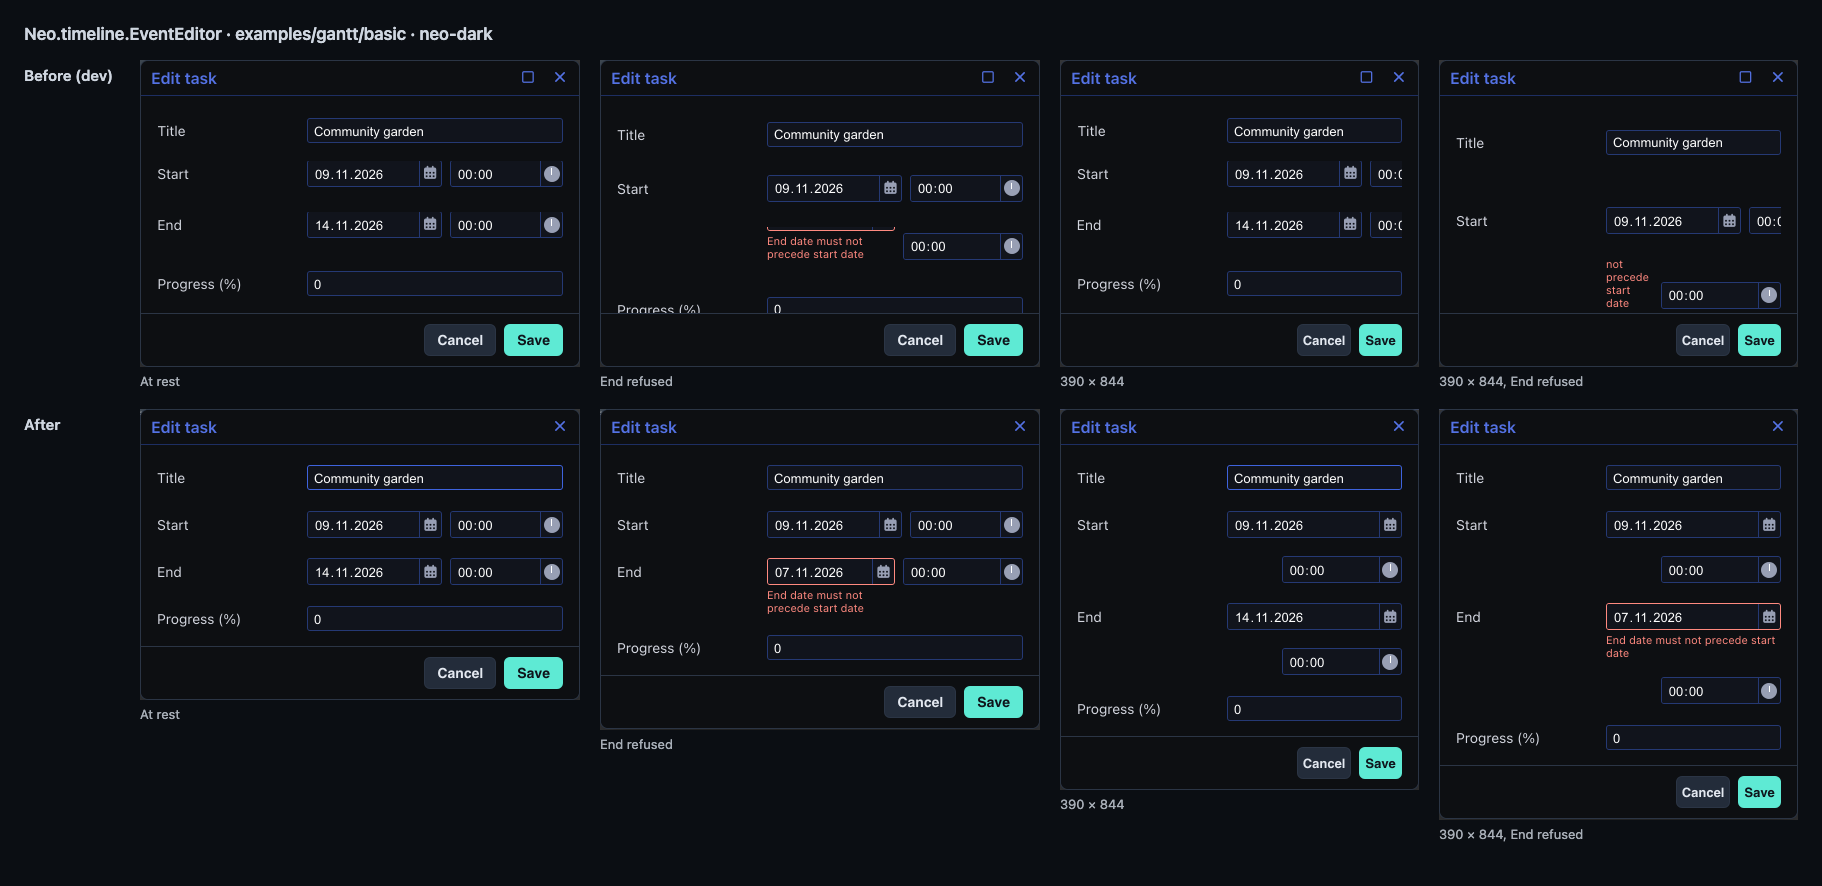 Neo.timeline.EventEditor · examples/gantt/basic · neo-dark
Before (dev)
Edit task
Title
Community garden
Start
09.11.2026
00:00
End
14.11.2026
00:00
Progress (%)
0
Cancel
Save
At rest
Edit task
Title
Community garden
Start
09.11.2026
00:00
End date must not
precede start date
00:00
Progress (%)
0
Cancel
Save
End refused
Edit task
Title
Community garden
Start
09.11.2026
00:0
End
14.11.2026
00:0
Progress (%)
0
Cancel
Save
390 × 844
Edit task
Title
Community garden
Start
09.11.2026
00:0
not
precede
start
date
00:00
Cancel
Save
390 × 844, End refused
After
Edit task
Title
Community garden
Start
09.11.2026
00:00
End
14.11.2026
00:00
Progress (%)
0
Cancel
Save
At rest
Edit task
Title
Community garden
Start
09.11.2026
00:00
End
07.11.2026
00:00
End date must not
precede start date
Progress (%)
0
Cancel
Save
End refused
Edit task
Title
Community garden
Start
09.11.2026
00:00
End
14.11.2026
00:00
Progress (%)
0
Cancel
Save
390 × 844
Edit task
Title
Community garden
Start
09.11.2026
00:00
End
07.11.2026
End date must not precede start
date
00:00
Progress (%)
0
Cancel
Save
390 × 844, End refused